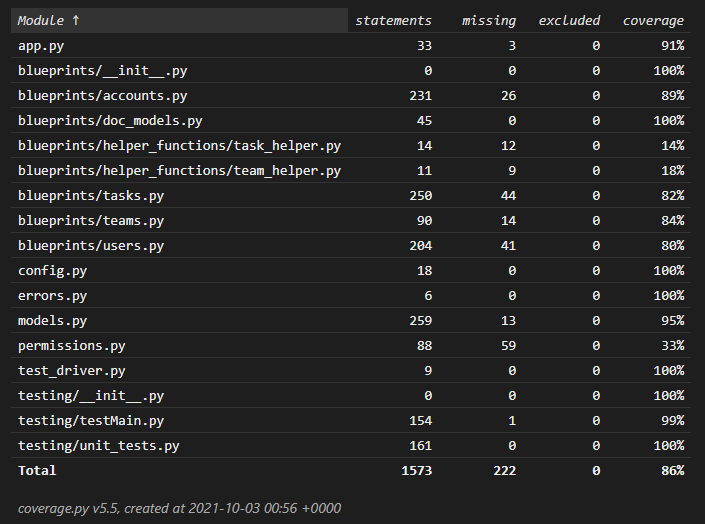 Module ↑ statements missing excluded coverage
app.py 33 3 0 91%
blueprints/__init__.py 0 0 0 100%
blueprints/accounts.py 231 26 0 89%
blueprints/doc_models.py 45 0 0 100%
blueprints/helper_functions/task_helper.py 14 12 0 14%
blueprints/helper_functions/team_helper.py 11 9 0 18%
blueprints/tasks.py 250 44 0 82%
blueprints/teams.py 90 14 0 84%
blueprints/users.py 204 41 0 80%
config.py 18 0 0 100%
errors.py 6 0 0 100%
models.py 259 13 0 95%
permissions.py 88 59 0 33%
test_driver.py 9 0 0 100%
testing/__init__.py 0 0 0 100%
testing/testMain.py 154 1 0 99%
testing/unit_tests.py 161 0 0 100%
Total 1573 222 0 86%
coverage.py v5.5, created at 2021-10-03 00:56 +0000